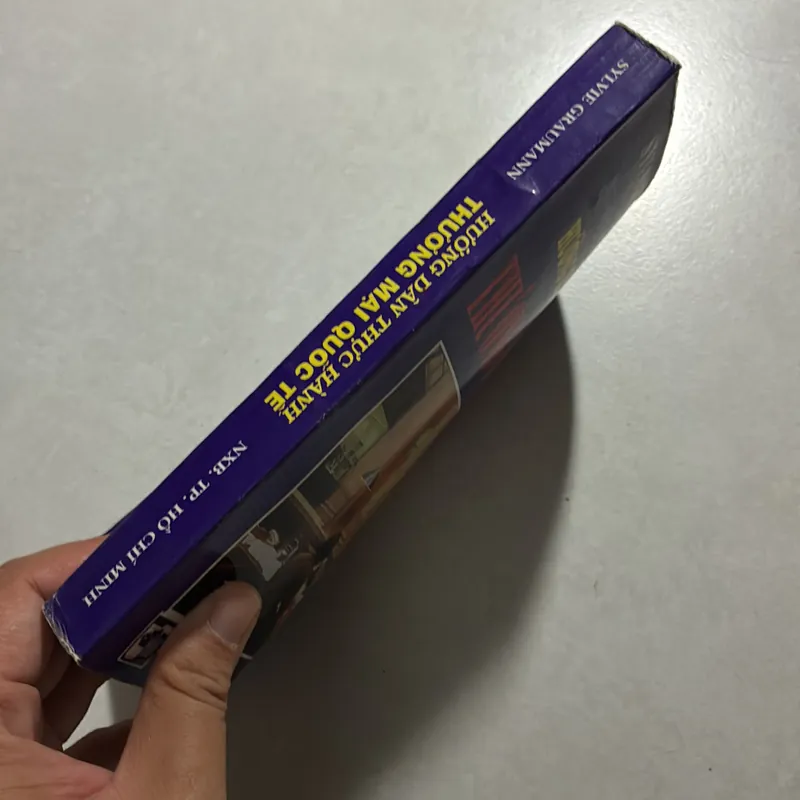 SYLVIE GRAUMANN
HƯỚNG DẪN THỰC HÀNH
THƯƠNG MẠI QUỐC TẾ
NXB. TP. HỒ CHÍ MINH